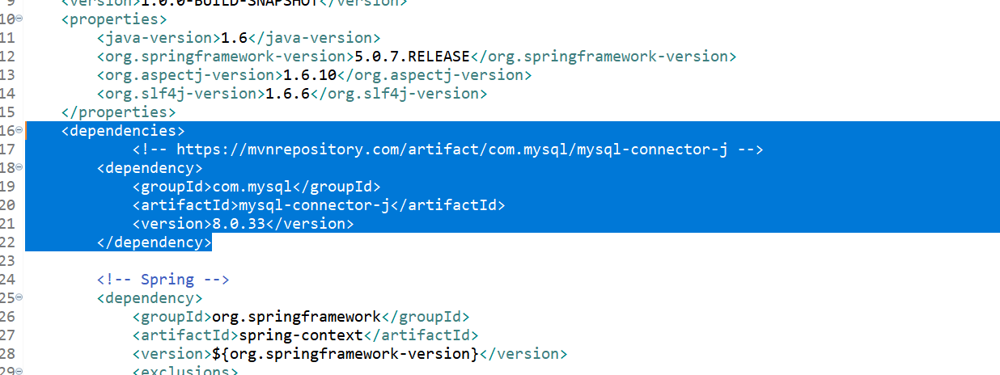 9 <version>1.0.0-BUILD-SNAPSHOT</version>
10 <properties>
11 <java-version>1.6</java-version>
12 <org.springframework-version>5.0.7.RELEASE</org.springframework-version>
13 <org.aspectj-version>1.6.10</org.aspectj-version>
14 <org.slf4j-version>1.6.6</org.slf4j-version>
15 </properties>
16 <dependencies>
17 <!-- https://mvnrepository.com/artifact/com.mysql/mysql-connector-j -->
18 <dependency>
19 <groupId>com.mysql</groupId>
20 <artifactId>mysql-connector-j</artifactId>
21 <version>8.0.33</version>
22 </dependency>
23
24 <!-- Spring -->
25 <dependency>
26 <groupId>org.springframework</groupId>
27 <artifactId>spring-context</artifactId>
28 <version>${org.springframework-version}</version>
29 <exclusions>